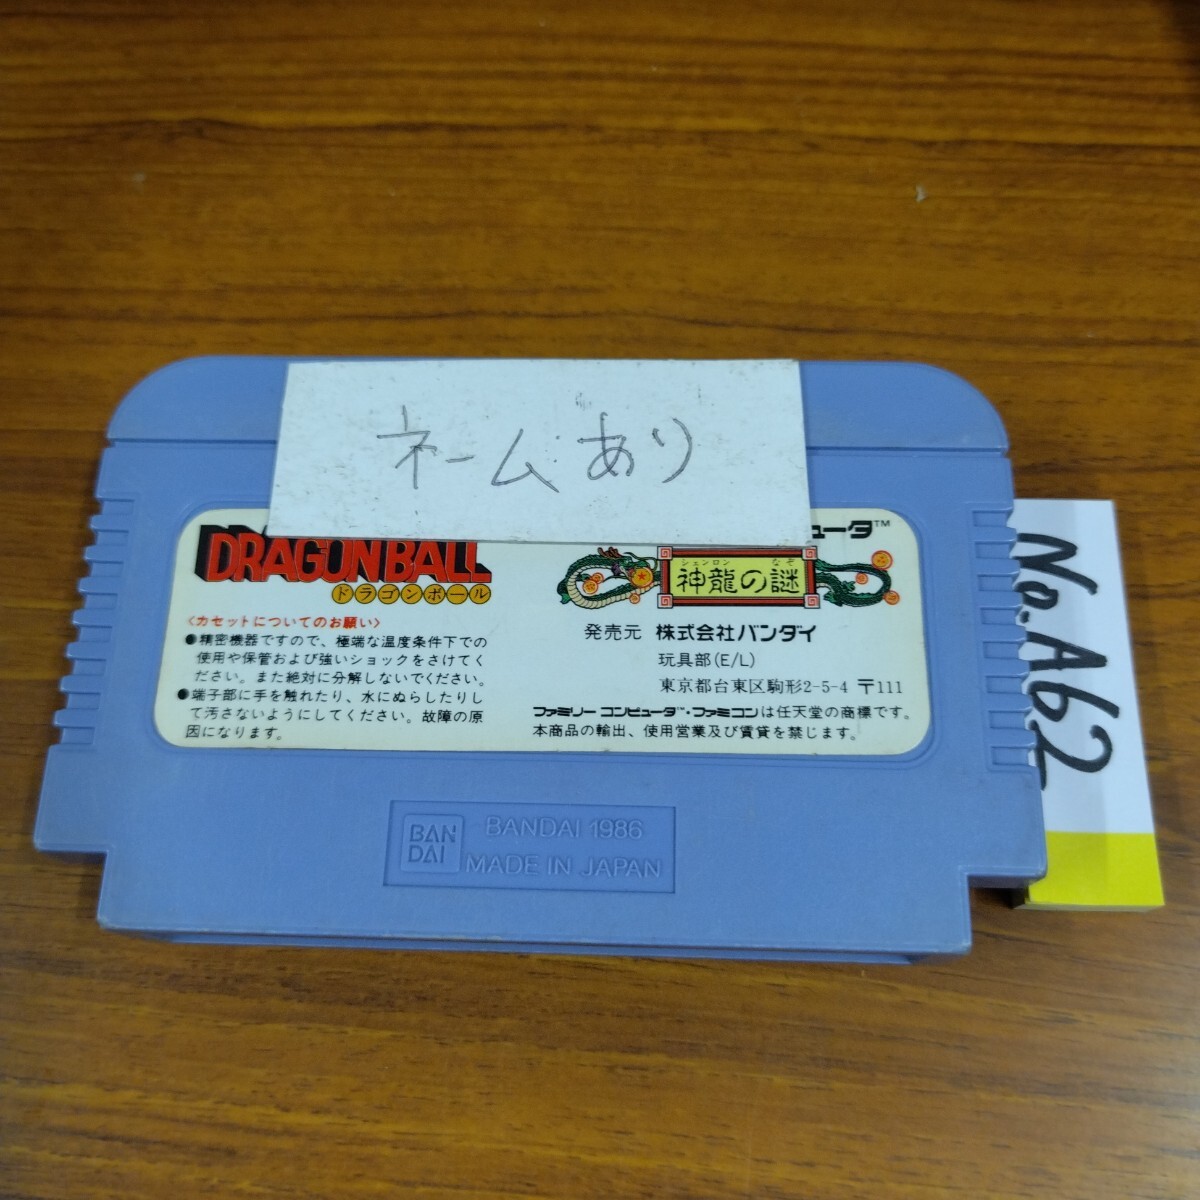 ネームあり
ュータ™
DRAGON BALL
ドラゴンボール
シェンロン なぞ
神龍の謎
〈カセットについてのお願い〉
●精密機器ですので、極端な温度条件下での
使用や保管および強いショックをさけてく
ださい。また絶対に分解しないでください。
●端子部に手を触れたり、水にぬらしたりし
て汚さないようにしてください。故障の原
因になります。
発売元 株式会社バンダイ
玩具部(E/L)
東京都台東区駒形2-5-4 〒111
ファミリーコンピュータ™・ファミコンは任天堂の商標です。
本商品の輸出、使用営業及び賃貸を禁じます。
BAN
DAI
BANDAI 1986
MADE IN JAPAN
No.A62